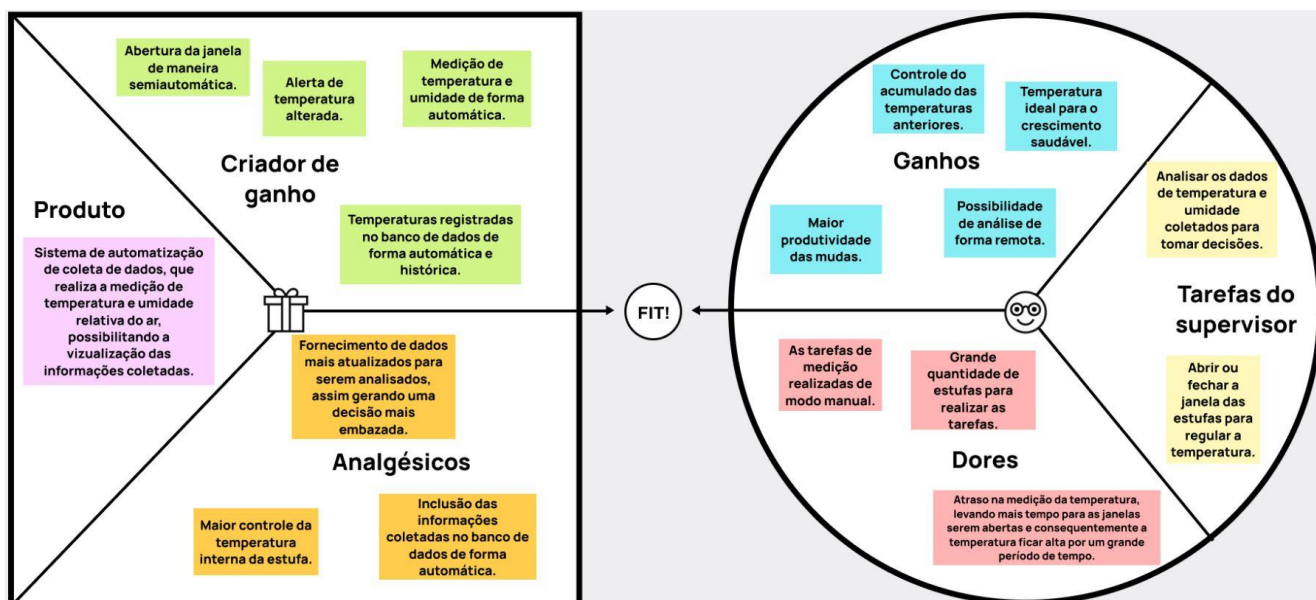 Abertura da janela
de maneira
semiautomática.
Alerta de
temperatura
alterada.
Medição de
temperatura e
umidade de forma
automática.
Criador de
ganho
Temperaturas registradas
no banco de dados de
forma automática e
histórica.
Produto
Sistema de automatização
de coleta de dados, que
realiza a medição de
temperatura e umidade
relativa do ar,
possibilitando a
vizualização das
informações coletadas.
Fornecimento de dados
mais atualizados para
serem analisados,
assim gerando uma
decisão mais
embazada.
Analgésicos
Maior controle da
temperatura
interna da estufa.
Inclusão das
informações
coletadas no banco de
dados de forma
automática.
FIT!
Controle do
acumulado das
temperaturas
anteriores.
Temperatura
ideal para o
crescimento
saudável.
Ganhos
Maior
produtividade
das mudas.
Possibilidade
de análise de
forma remota.
Analisar os dados
de temperatura e
umidade
coletados para
tomar decisões.
Tarefas do
supervisor
Abrir ou
fechar a
janela das
estufas para
regular a
temperatura.
As tarefas de
medição
realizadas de
modo manual.
Grande
quantidade de
estufas para
realizar as
tarefas.
Dores
Atraso na medição da temperatura,
levando mais tempo para as janelas
serem abertas e consequentemente a
temperatura ficar alta por um grande
período de tempo.